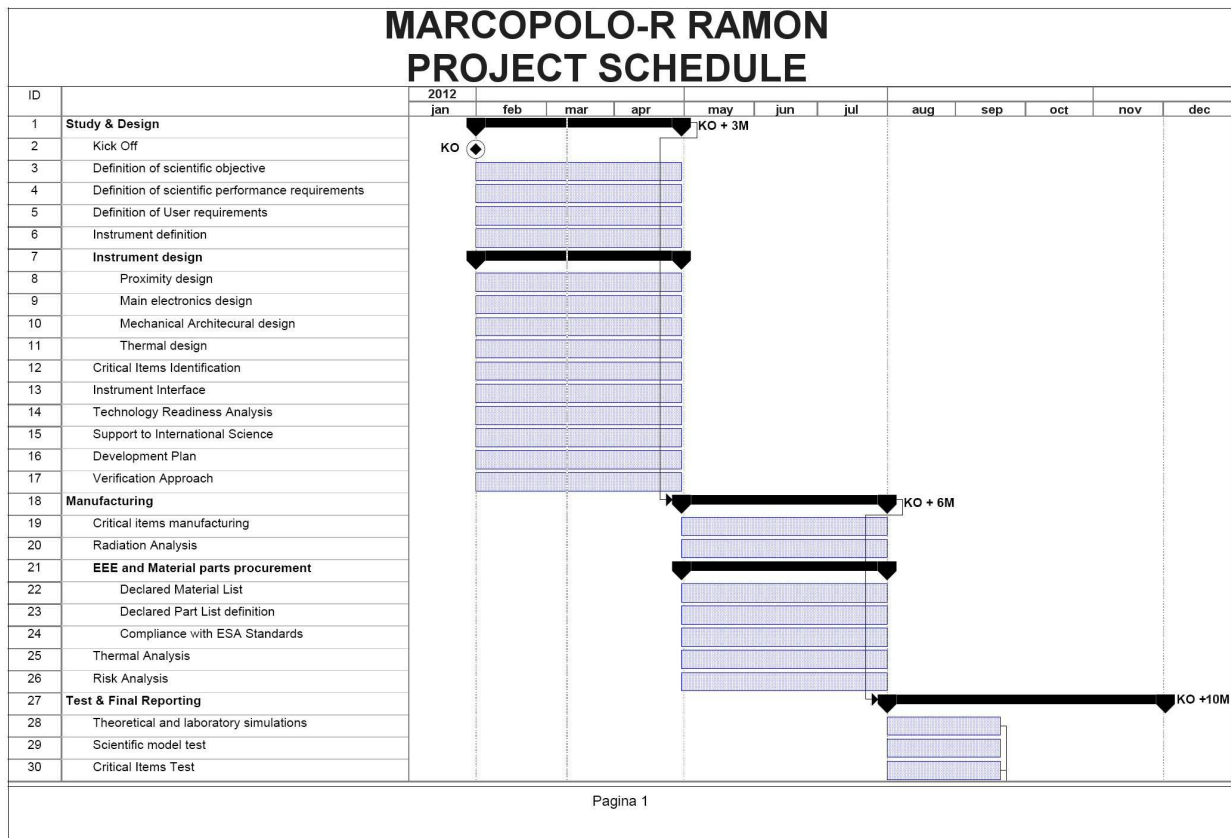 MARCOPOLO-R RAMON
PROJECT SCHEDULE
ID 2012
jan feb mar apr may jun jul aug sep oct nov dec
1 Study & Design KO + 3M
2 Kick Off KO
3 Definition of scientific objective
4 Definition of scientific performance requirements
5 Definition of User requirements
6 Instrument definition
7 Instrument design
8 Proximity design
9 Main electronics design
10 Mechanical Architecural design
11 Thermal design
12 Critical Items Identification
13 Instrument Interface
14 Technology Readiness Analysis
15 Support to International Science
16 Development Plan
17 Verification Approach
18 Manufacturing KO + 6M
19 Critical items manufacturing
20 Radiation Analysis
21 EEE and Material parts procurement
22 Declared Material List
23 Declared Part List definition
24 Compliance with ESA Standards
25 Thermal Analysis
26 Risk Analysis
27 Test & Final Reporting KO +10M
28 Theoretical and laboratory simulations
29 Scientific model test
30 Critical Items Test
Pagina 1